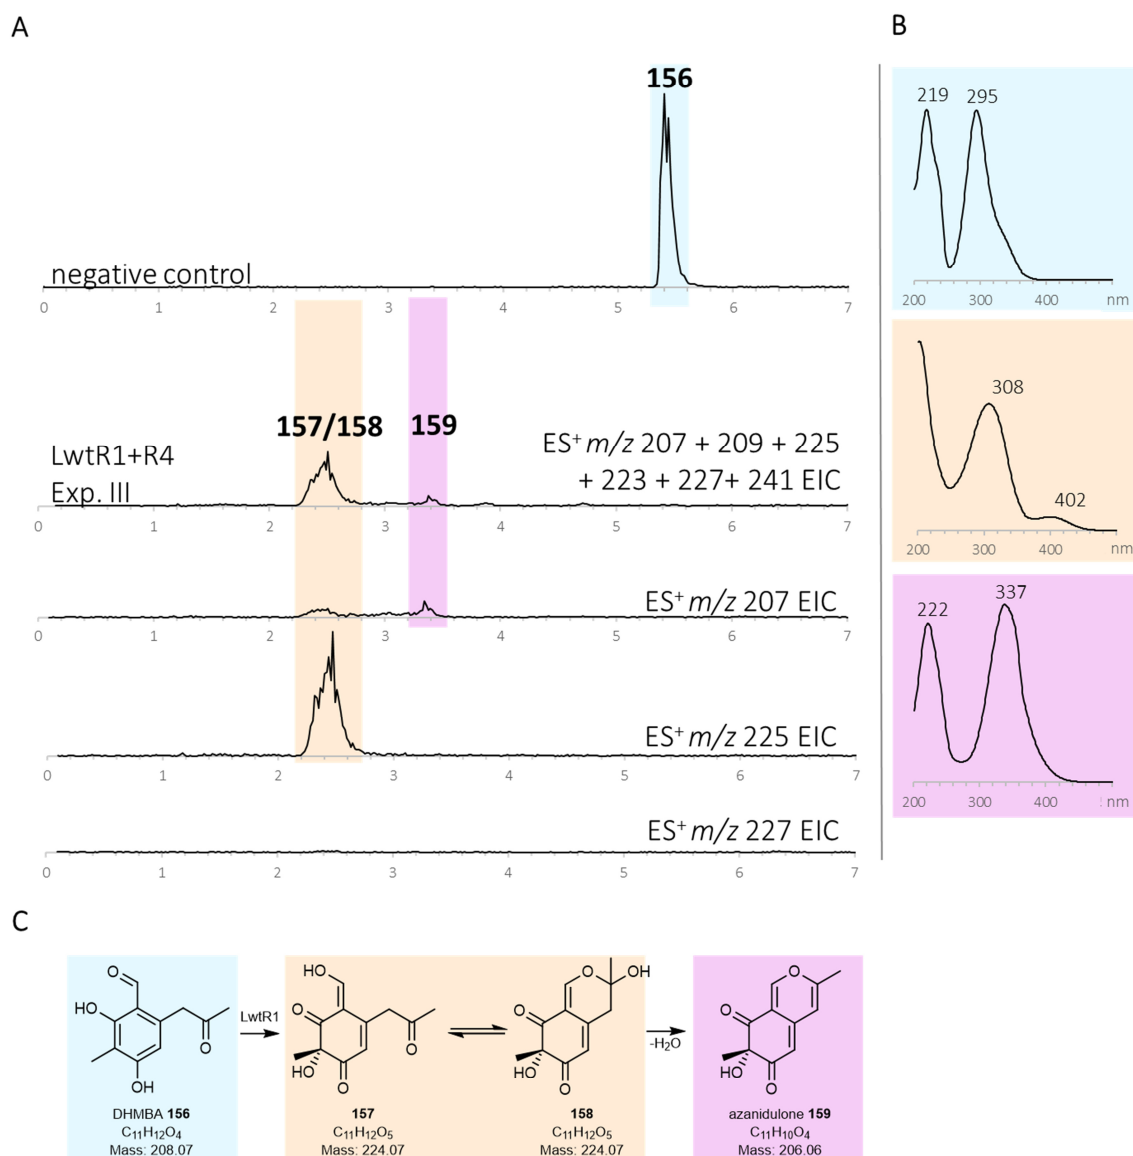 A
B
156
219 295
negative control
0 1 2 3 4 5 6 7
200 300 400 nm
157/158 159
LwtR1+R4
Exp. III
ES+ m/z 207 + 209 + 225
+ 223 + 227+ 241 EIC
0 1 2 3 4 5 6 7
308
402
200 300 400 nm
ES+ m/z 207 EIC
0 1 2 3 4 5 6 7
222 337
ES+ m/z 225 EIC
0 1 2 3 4 5 6 7
200 300 400 nm
ES+ m/z 227 EIC
0 1 2 3 4 5 6 7
C
O
HO
O
OH
LwtR1
HO
O
O
HO
O
O OH
O
HO
O
-H2O
O
O
HO
O
DHMBA 156
C11H12O4
Mass: 208.07
157
C11H12O5
Mass: 224.07
158
C11H12O5
Mass: 224.07
azanidulone 159
C11H10O4
Mass: 206.06